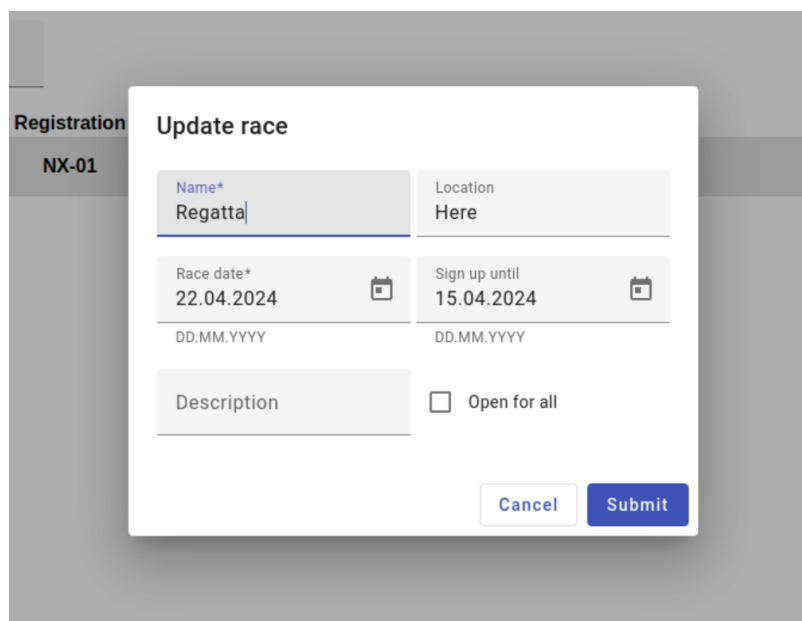 Registration
NX-01
Update race
Name*
Regatta
Location
Here
Race date*
22.04.2024
DD.MM.YYYY
Sign up until
15.04.2024
DD.MM.YYYY
Description
Open for all
Cancel
Submit